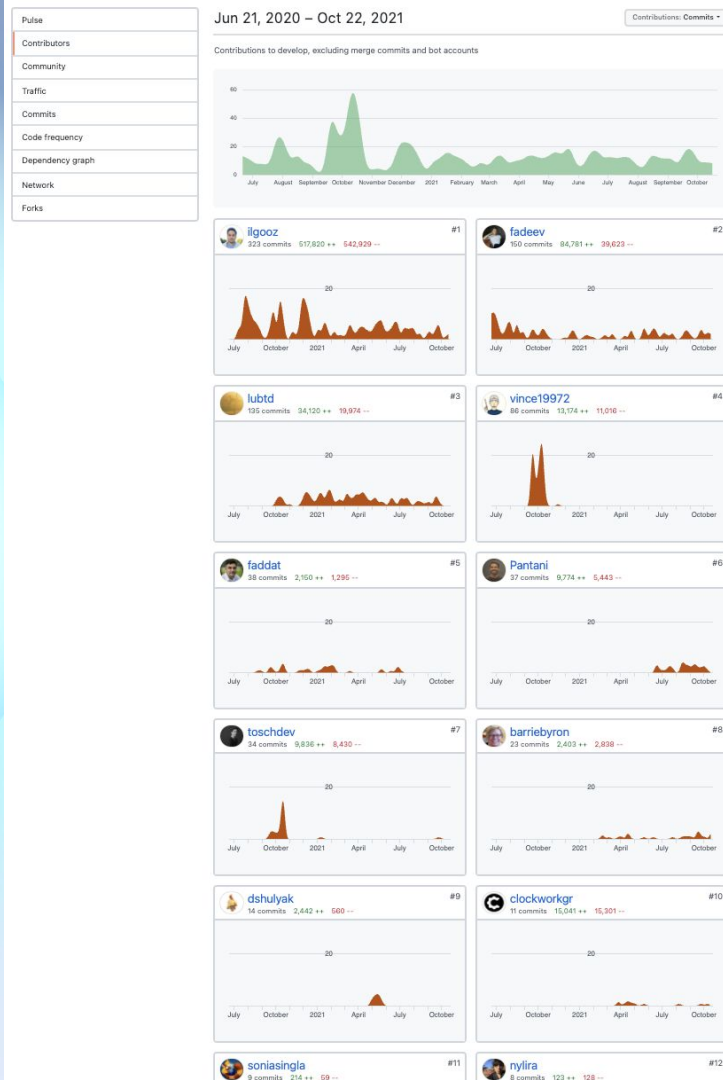 Pulse
Contributors
Community
Traffic
Commits
Code frequency
Dependency graph
Network
Forks
Jun 21, 2020 – Oct 22, 2021
Contributions: Commits
Contributions to develop, excluding merge commits and bot accounts
60
40
20
0
July August September October November December 2021 February March April May June July August September October
ilgooz #1
323 commits 517,820 ++ 542,929 --
20
July October 2021 April July October
fadeev #2
150 commits 84,781 ++ 39,623 --
20
July October 2021 April July October
lubtd #3
135 commits 34,120 ++ 19,974 --
20
July October 2021 April July October
vince19972 #4
86 commits 13,174 ++ 11,016 --
20
July October 2021 April July October
faddat #5
38 commits 2,150 ++ 1,295 --
20
July October 2021 April July October
Pantani #6
37 commits 9,774 ++ 5,443 --
20
July October 2021 April July October
toschdev #7
34 commits 9,836 ++ 8,430 --
20
July October 2021 April July October
barriebyron #8
23 commits 2,403 ++ 2,838 --
20
July October 2021 April July October
dshulyak #9
14 commits 2,442 ++ 560 --
20
July October 2021 April July October
clockworkgr #10
11 commits 15,041 ++ 15,301 --
20
July October 2021 April July October
soniasingla #11
9 commits 214 ++ 59 --
nylira #12
8 commits 123 ++ 128 --